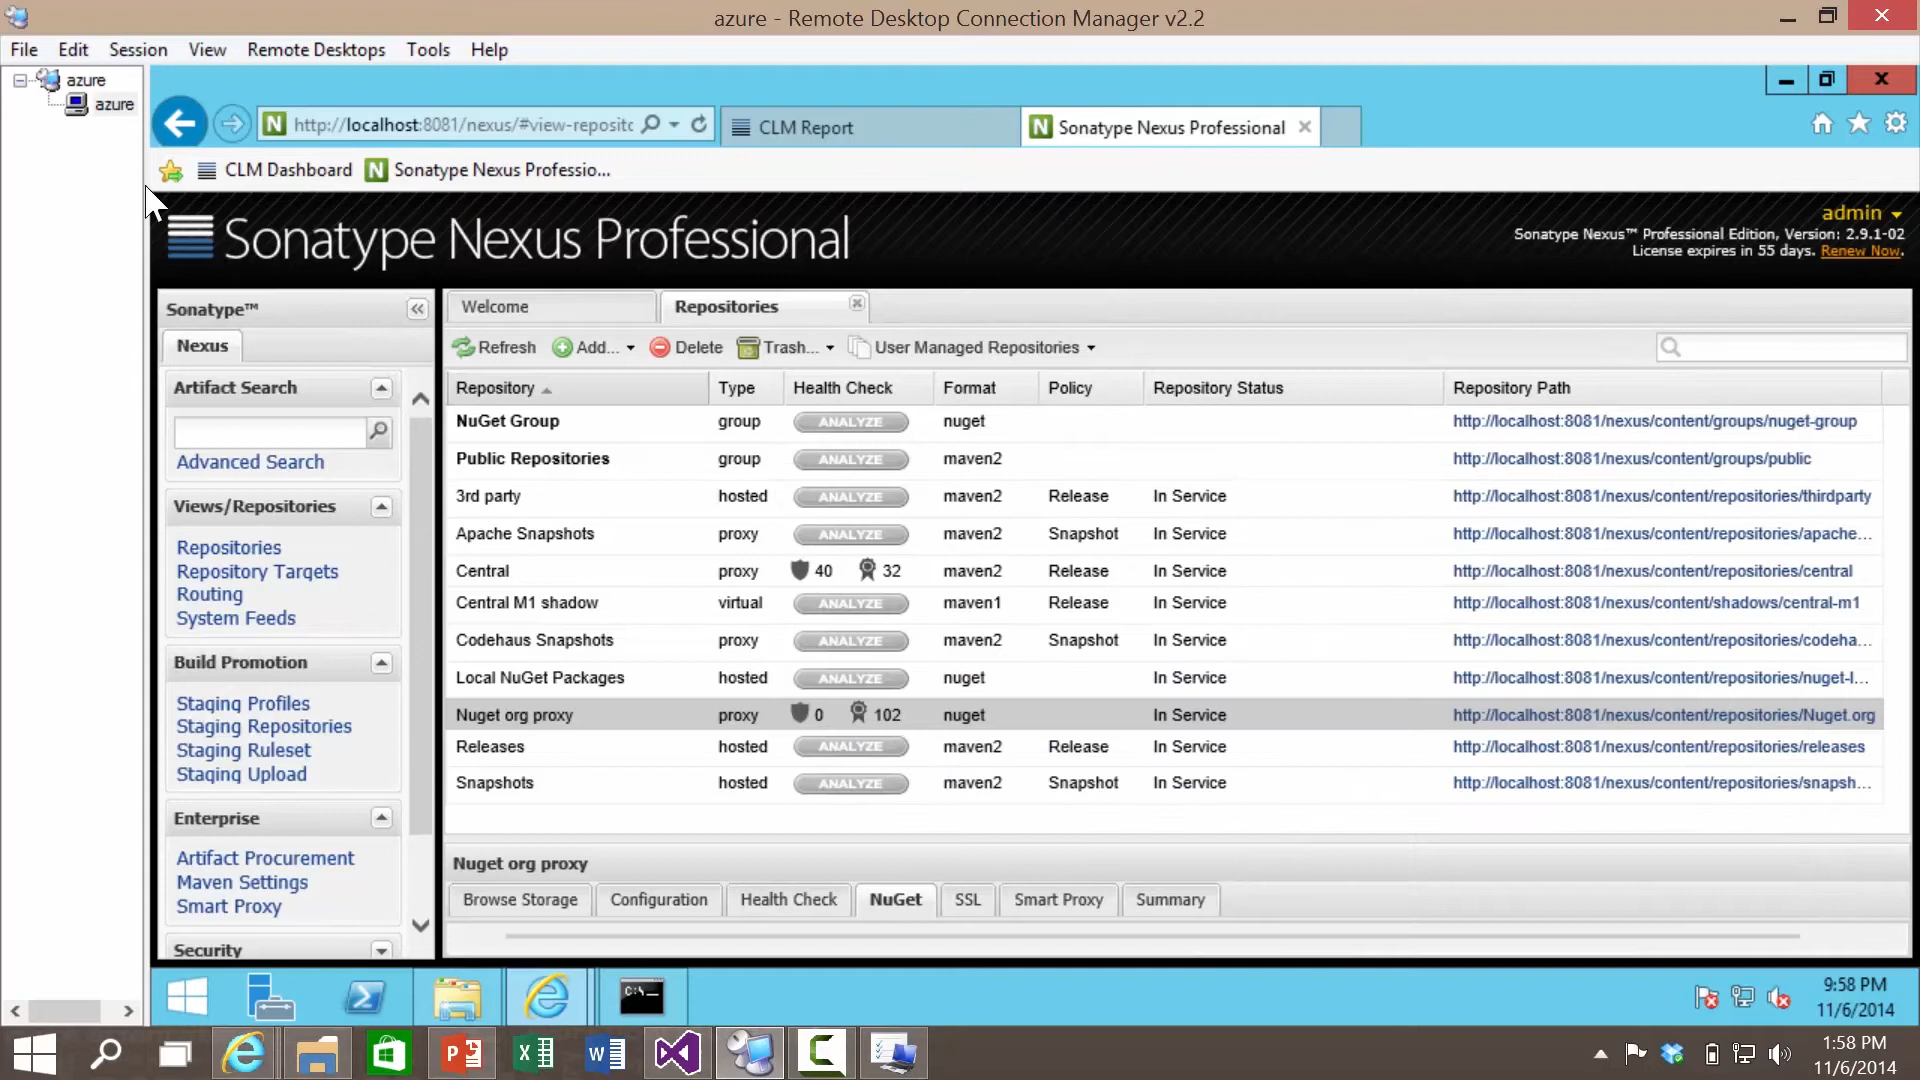 azure - Remote Desktop Connection Manager v2.2
File Edit Session View Remote Desktops Tools Help
azure
azure
http://localhost:8081/nexus/#view-reposito
CLM Report
Sonatype Nexus Professional
CLM Dashboard
Sonatype Nexus Professio...
Sonatype Nexus Professional
admin
Sonatype Nexus™ Professional Edition, Version: 2.9.1-02
License expires in 55 days. Renew Now.
Sonatype™
Nexus
Artifact Search
Advanced Search
Views/Repositories
Repositories
Repository Targets
Routing
System Feeds
Build Promotion
Staging Profiles
Staging Repositories
Staging Ruleset
Staging Upload
Enterprise
Artifact Procurement
Maven Settings
Smart Proxy
Security
Welcome Repositories
Refresh Add... Delete Trash... User Managed Repositories
Repository Type Health Check Format Policy Repository Status Repository Path
NuGet Group group ANALYZE nuget http://localhost:8081/nexus/content/groups/nuget-group
Public Repositories group ANALYZE maven2 http://localhost:8081/nexus/content/groups/public
3rd party hosted ANALYZE maven2 Release In Service http://localhost:8081/nexus/content/repositories/thirdparty
Apache Snapshots proxy ANALYZE maven2 Snapshot In Service http://localhost:8081/nexus/content/repositories/apache...
Central proxy 40 32 maven2 Release In Service http://localhost:8081/nexus/content/repositories/central
Central M1 shadow virtual ANALYZE maven1 Release In Service http://localhost:8081/nexus/content/shadows/central-m1
Codehaus Snapshots proxy ANALYZE maven2 Snapshot In Service http://localhost:8081/nexus/content/repositories/codeha...
Local NuGet Packages hosted ANALYZE nuget In Service http://localhost:8081/nexus/content/repositories/nuget-l...
Nuget org proxy proxy 0 102 nuget In Service http://localhost:8081/nexus/content/repositories/Nuget.org
Releases hosted ANALYZE maven2 Release In Service http://localhost:8081/nexus/content/repositories/releases
Snapshots hosted ANALYZE maven2 Snapshot In Service http://localhost:8081/nexus/content/repositories/snapsh...
Nuget org proxy
Browse Storage Configuration Health Check NuGet SSL Smart Proxy Summary
9:58 PM
11/6/2014
1:58 PM
11/6/2014